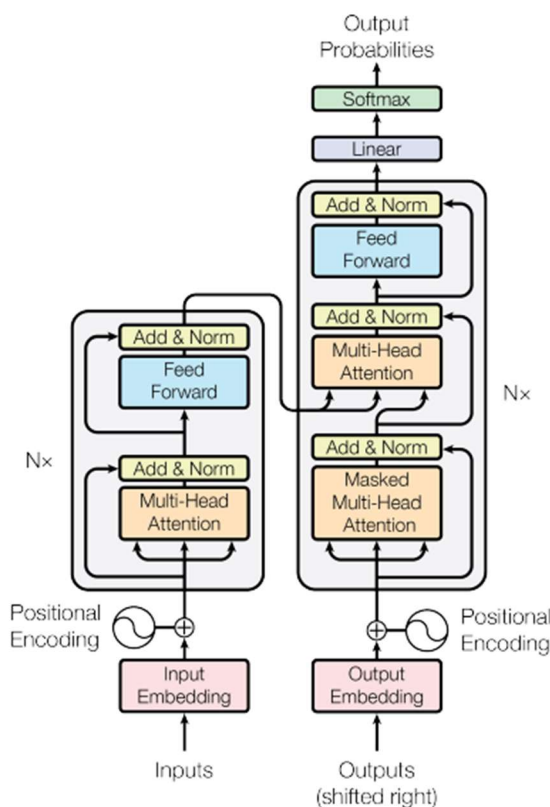 Output
Probabilities
Softmax
Linear
Add & Norm
Feed
Forward
Add & Norm
Multi-Head
Attention
Add & Norm
Masked
Multi-Head
Attention
N×
Add & Norm
Feed
Forward
Add & Norm
Multi-Head
Attention
N×
Positional
Encoding
Positional
Encoding
Input
Embedding
Output
Embedding
Inputs
Outputs
(shifted right)